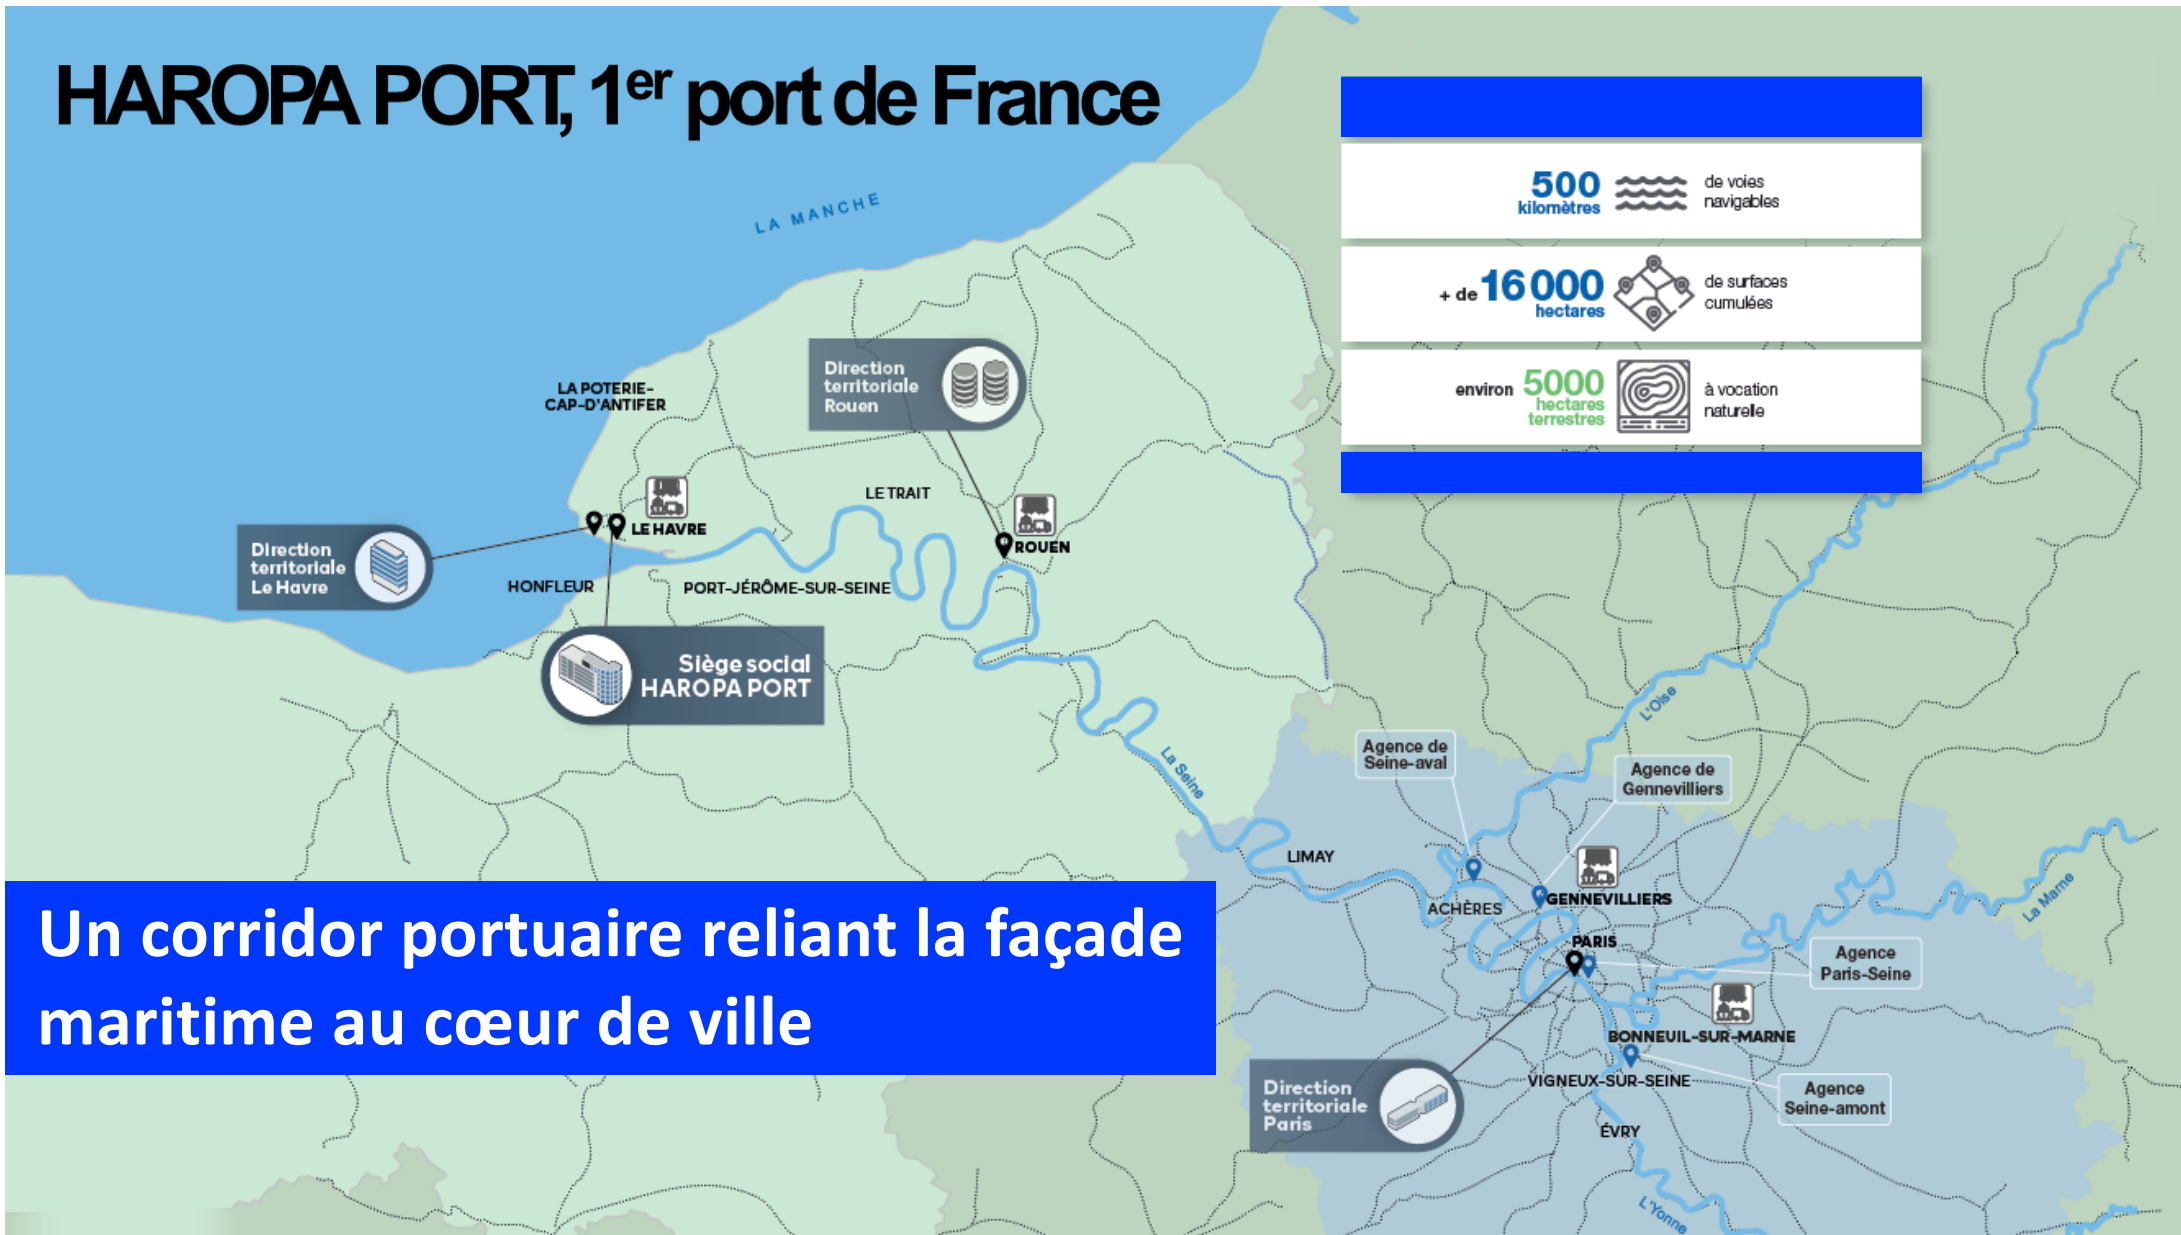 HAROPA PORT, 1er port de France
LA MANCHE
500
kilomètres
de voies
navigables
+ de 16 000
hectares
de surfaces
cumulées
environ 5000
hectares
terrestres
à vocation
naturelle
Direction
territoriale
Rouen
LA POTERIE-
CAP-D'ANTIFER
LE TRAIT
LE HAVRE
ROUEN
Direction
territoriale
Le Havre
HONFLEUR
PORT-JÉRÔME-SUR-SEINE
Siège social
HAROPA PORT
L'Oise
La Seine
Agence de
Seine-aval
Agence de
Gennevilliers
LIMAY
ACHÈRES
GENNEVILLIERS
La Marne
Un corridor portuaire reliant la façade
maritime au cœur de ville
PARIS
Agence
Paris-Seine
BONNEUIL-SUR-MARNE
VIGNEUX-SUR-SEINE
Agence
Seine-amont
Direction
territoriale
Paris
ÉVRY
L'Yonne